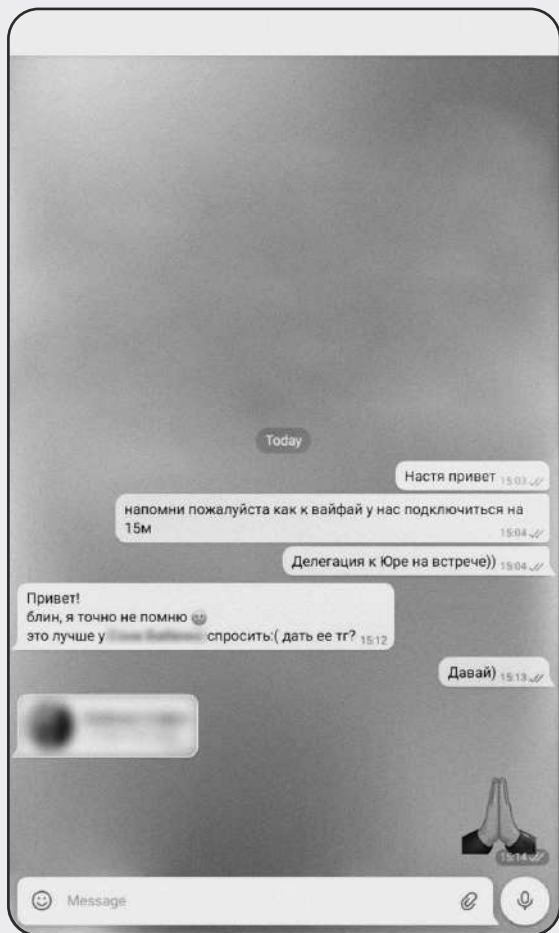 Today
Настя привет 15:03
напомни пожалуйста как к вайфай у нас подключиться на
15м
15:04
Делегация к Юре на встрече)) 15:04
Привет!
блин, я точно не помню
это лучше у спросить:( дать ее тг? 15:12
Давай) 15:13
15:14
Message